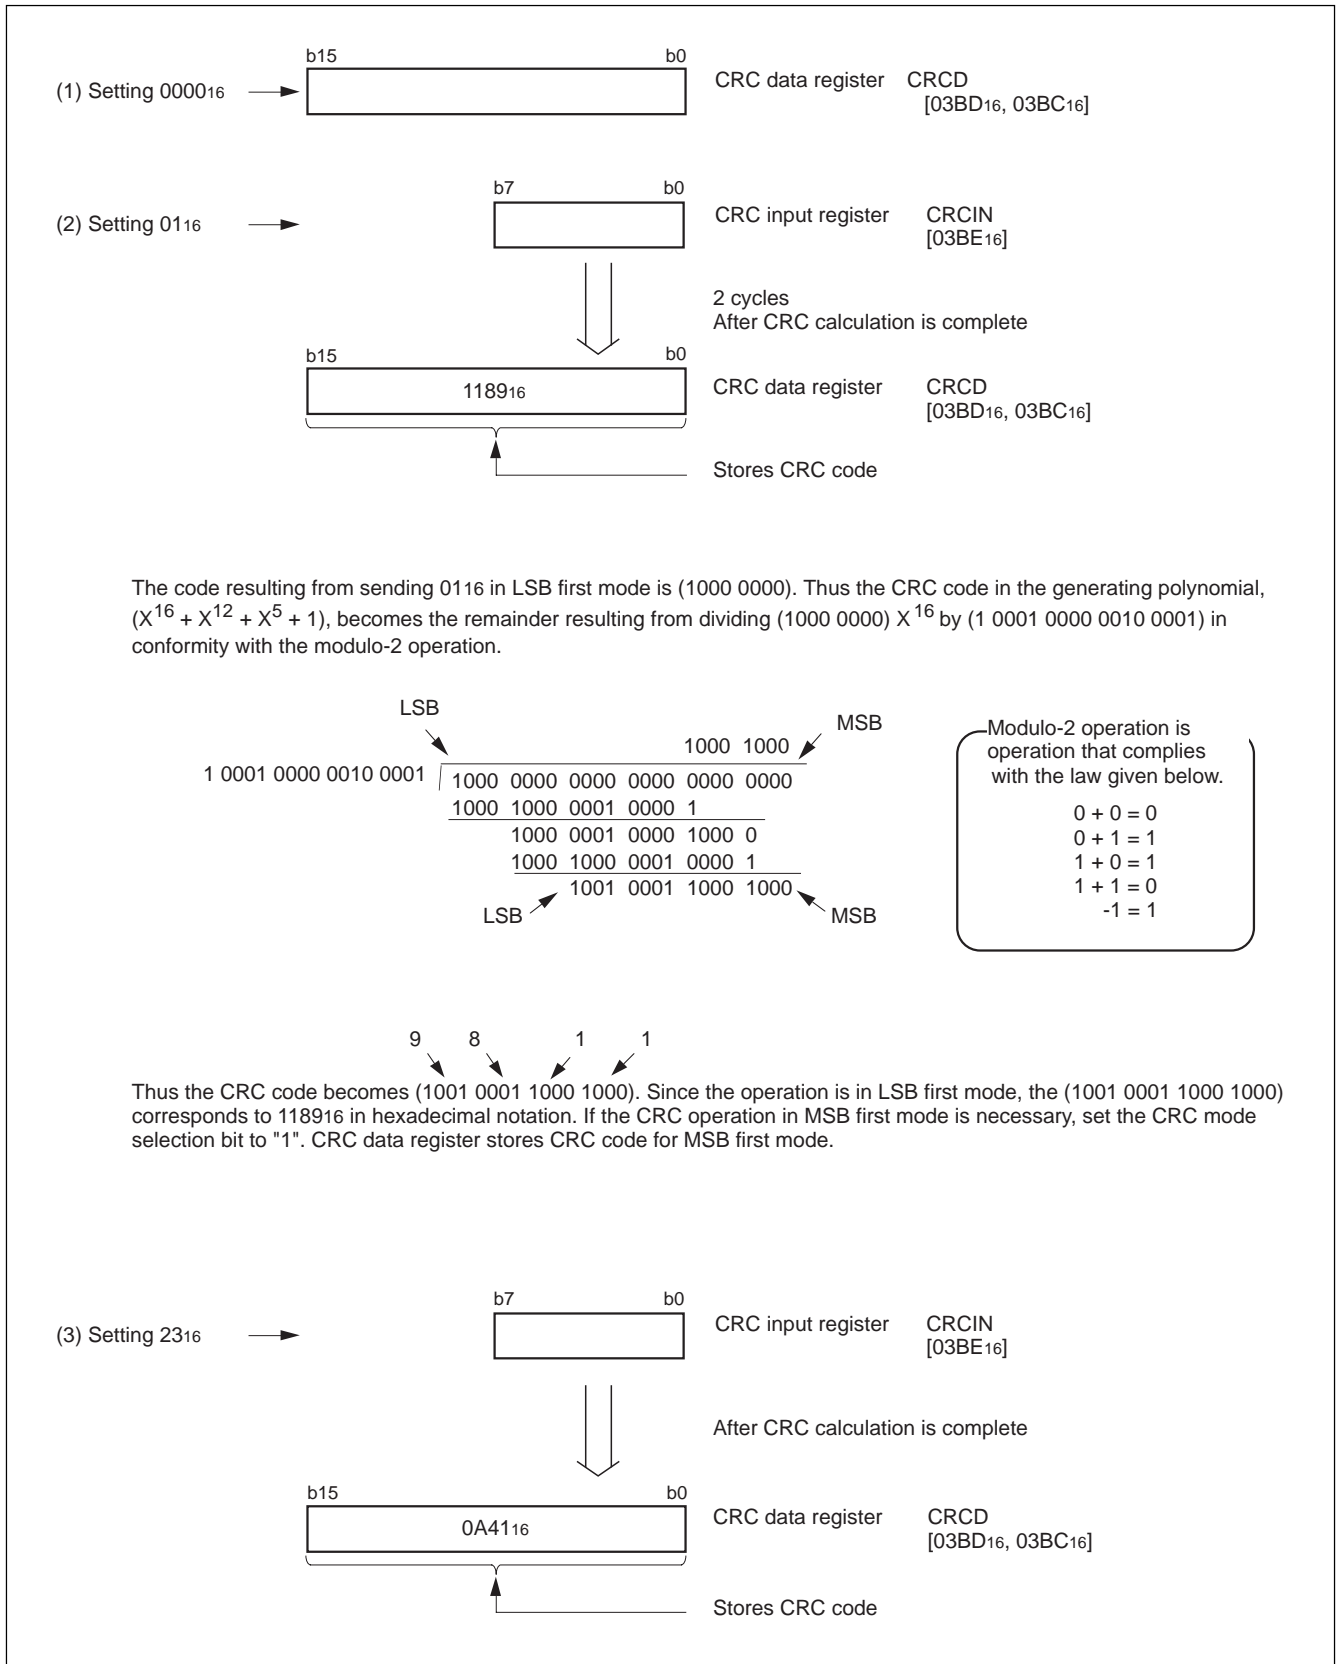 b15 b0
(1) Setting 0000₁₆ CRC data register CRCD
[03BD₁₆, 03BC₁₆]
b7 b0
(2) Setting 01₁₆ CRC input register CRCIN
[03BE₁₆]
2 cycles
After CRC calculation is complete
b15 b0
1189₁₆ CRC data register CRCD
[03BD₁₆, 03BC₁₆]
Stores CRC code
The code resulting from sending 01₁₆ in LSB first mode is (1000 0000). Thus the CRC code in the generating polynomial,
(X¹⁶ + X¹² + X⁵ + 1), becomes the remainder resulting from dividing (1000 0000) X¹⁶ by (1 0001 0000 0010 0001) in
conformity with the modulo-2 operation.
LSB MSB
1000 1000
1 0001 0000 0010 0001 1000 0000 0000 0000 0000 0000
1000 1000 0001 0000 1
1000 0001 0000 1000 0
1000 1000 0001 0000 1
1001 0001 1000 1000
LSB MSB
Modulo-2 operation is
operation that complies
with the law given below.
0 + 0 = 0
0 + 1 = 1
1 + 0 = 1
1 + 1 = 0
-1 = 1
9 8 1 1
Thus the CRC code becomes (1001 0001 1000 1000). Since the operation is in LSB first mode, the (1001 0001 1000 1000)
corresponds to 1189₁₆ in hexadecimal notation. If the CRC operation in MSB first mode is necessary, set the CRC mode
selection bit to "1". CRC data register stores CRC code for MSB first mode.
b7 b0
(3) Setting 23₁₆ CRC input register CRCIN
[03BE₁₆]
After CRC calculation is complete
b15 b0
0A41₁₆ CRC data register CRCD
[03BD₁₆, 03BC₁₆]
Stores CRC code